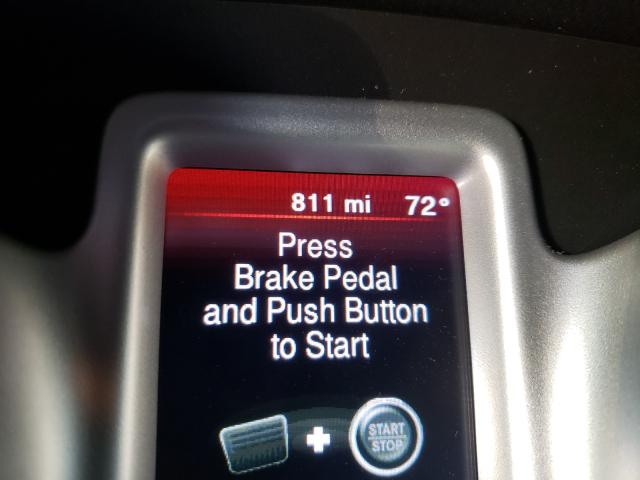 811 mi 72°
Press
Brake Pedal
and Push Button
to Start
START
STOP